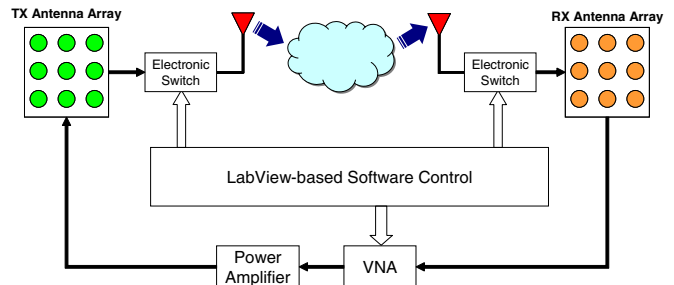 TX Antenna Array
RX Antenna Array
Electronic
Switch
Electronic
Switch
LabView-based Software Control
Power
Amplifier
VNA